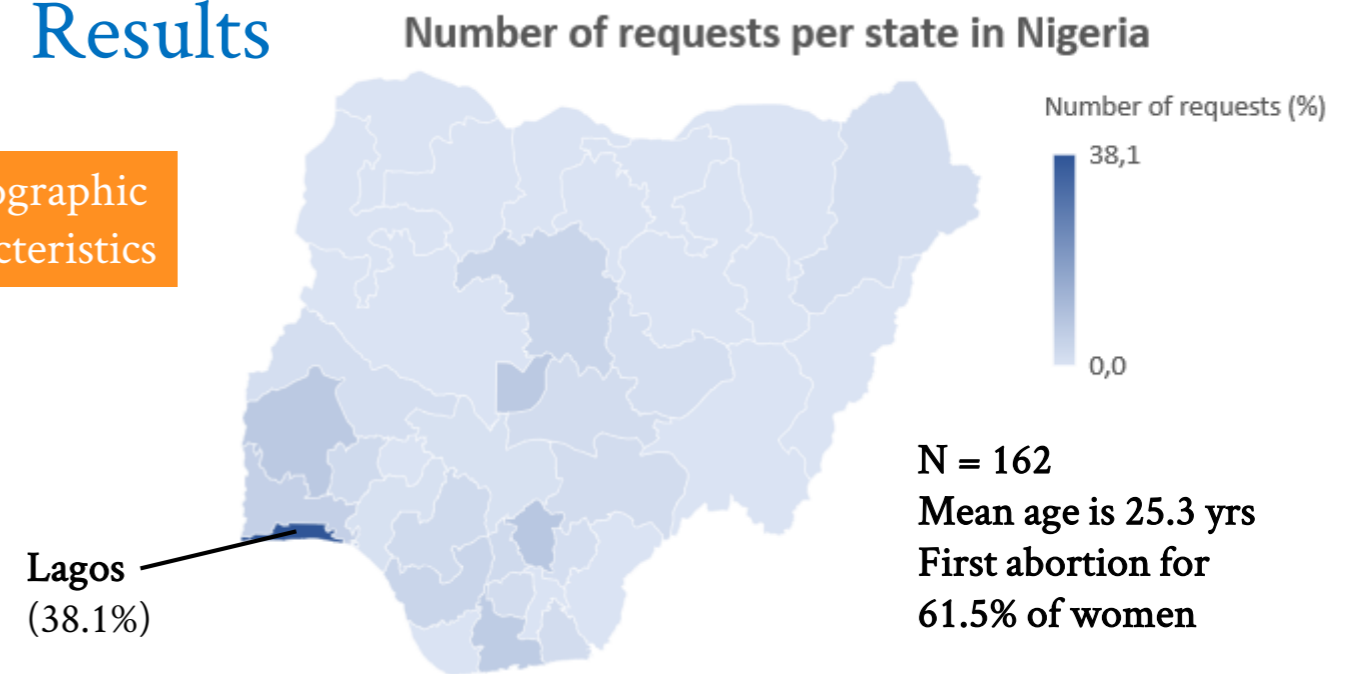 Results
Number of requests per state in Nigeria
Number of requests (%)
38,1
0,0
ographic
cteristics
N = 162
Mean age is 25.3 yrs
First abortion for
61.5% of women
Lagos
(38.1%)